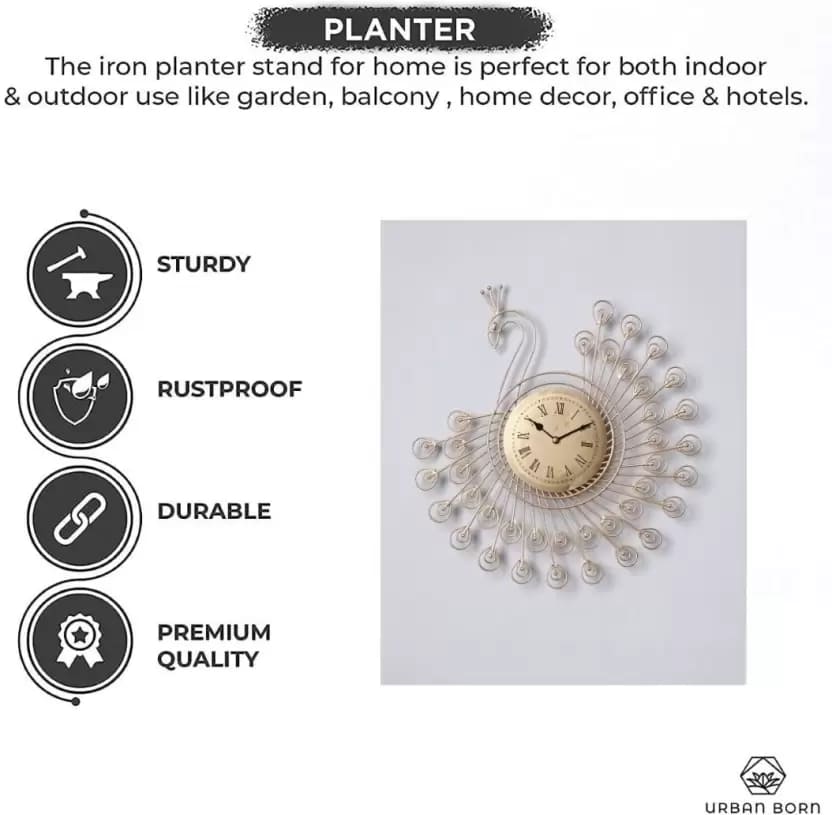 PLANTER
The iron planter stand for home is perfect for both indoor
& outdoor use like garden, balcony , home decor, office & hotels.
STURDY
RUSTPROOF
DURABLE
PREMIUM
QUALITY
URBAN BORN